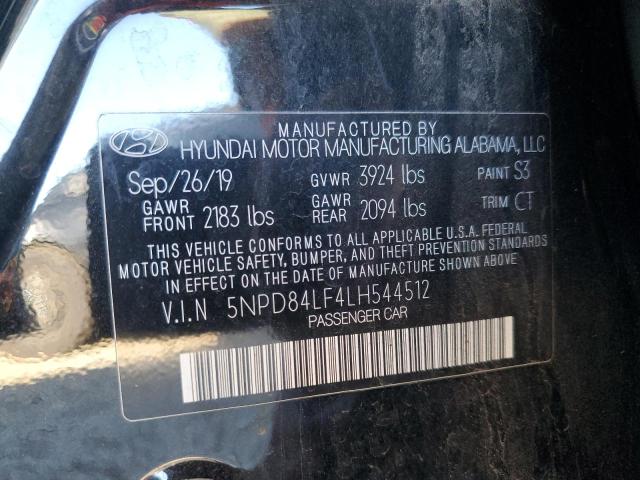 MANUFACTURED BY
HYUNDAI MOTOR MANUFACTURING ALABAMA, LLC
Sep/26/19 GVWR 3924 lbs PAINT S3
GAWR FRONT 2183 lbs GAWR REAR 2094 lbs TRIM CT
THIS VEHICLE CONFORMS TO ALL APPLICABLE U.S.A. FEDERAL
MOTOR VEHICLE SAFETY, BUMPER, AND THEFT PREVENTION STANDARDS
IN EFFECT ON THE DATE OF MANUFACTURE SHOWN ABOVE.
V.I.N 5NPD84LF4LH544512
PASSENGER CAR